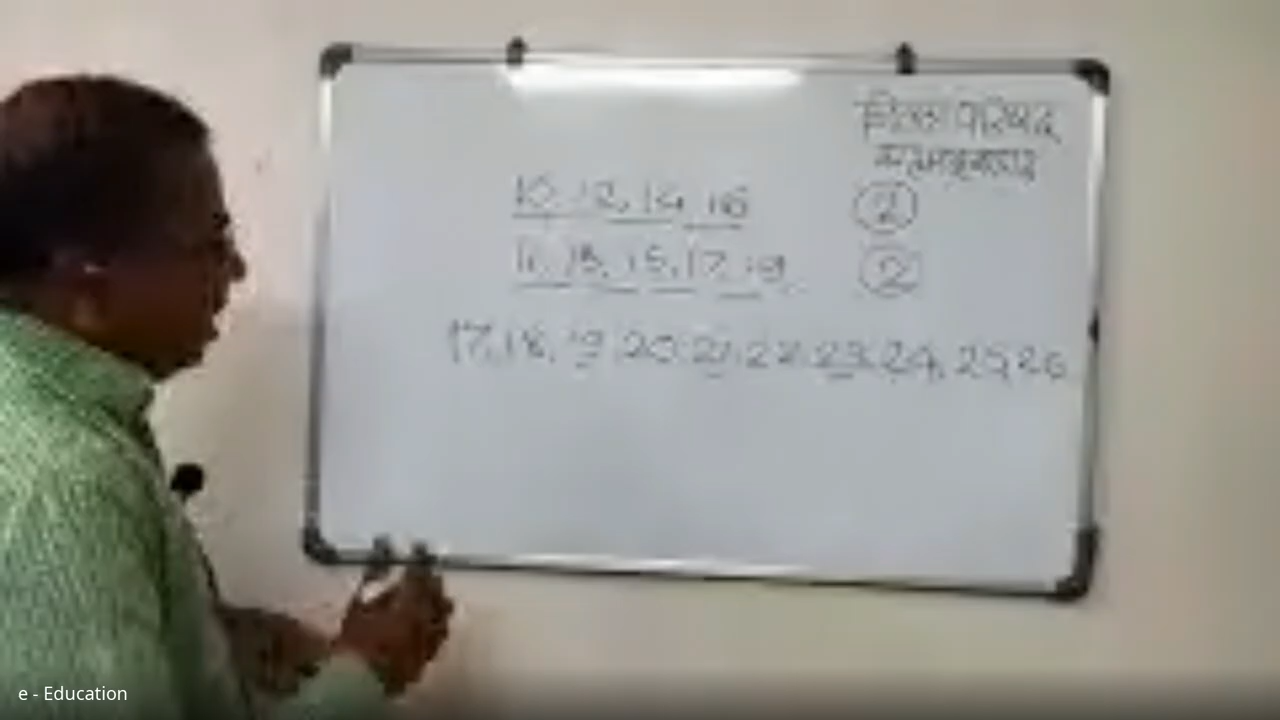 10, 12, 14, 16
2
11, 13, 15, 17, 19
2
17, 18, 19, 20, 21, 22, 23, 24, 25, 26
e - Education